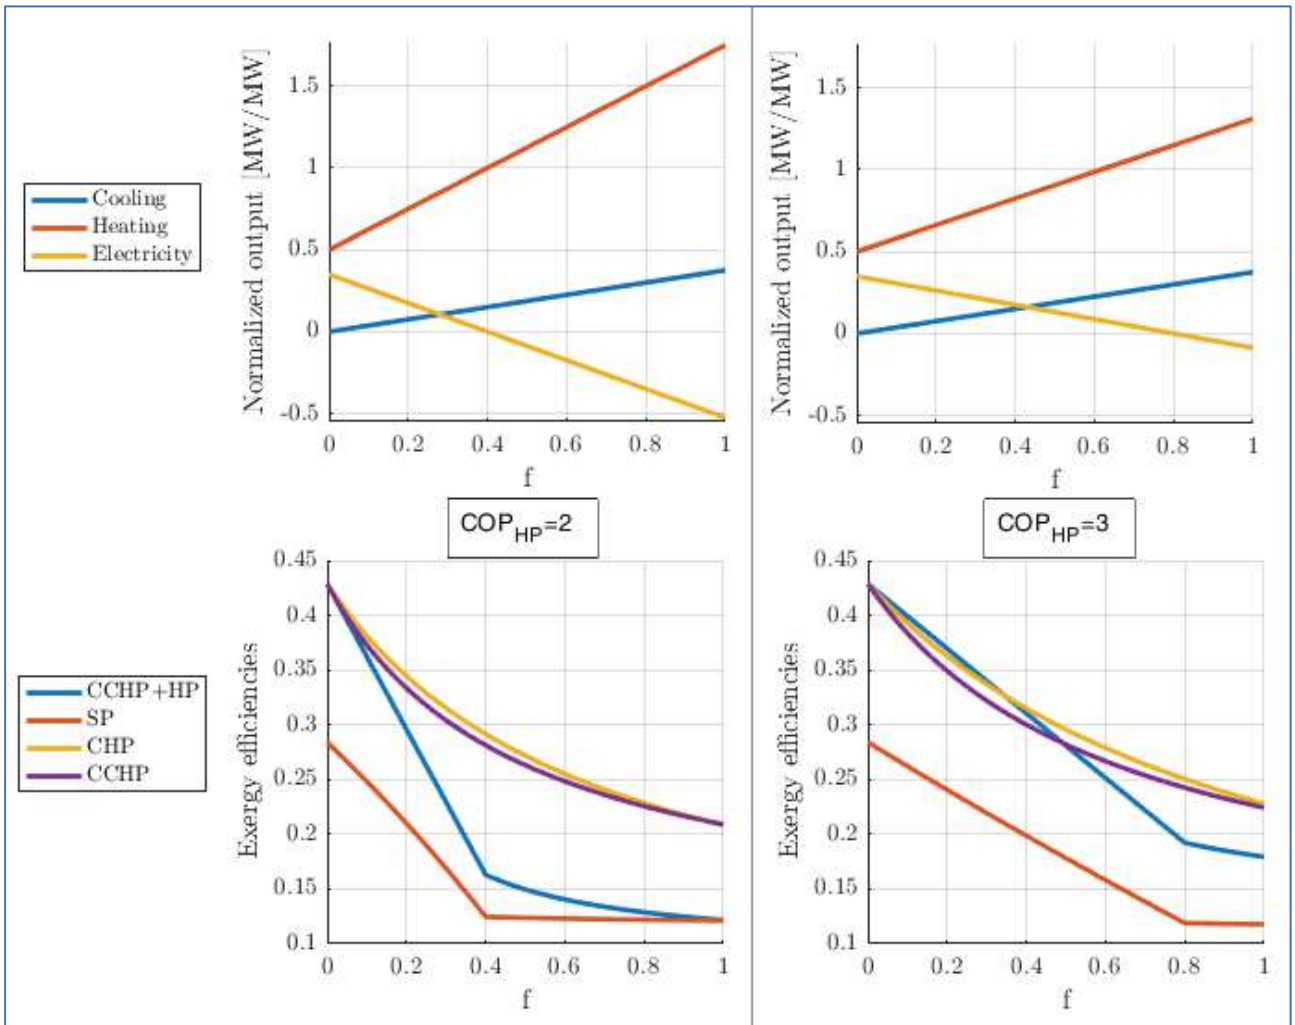 Cooling
Heating
Electricity
Normalized output [MW/MW]
1.5
1
0.5
0
-0.5
0 0.2 0.4 0.6 0.8 1
f
Normalized output [MW/MW]
1.5
1
0.5
0
-0.5
0 0.2 0.4 0.6 0.8 1
f
COP_HP=2
COP_HP=3
CCHP+HP
SP
CHP
CCHP
Exergy efficiencies
0.45
0.4
0.35
0.3
0.25
0.2
0.15
0.1
0 0.2 0.4 0.6 0.8 1
f
Exergy efficiencies
0.45
0.4
0.35
0.3
0.25
0.2
0.15
0.1
0 0.2 0.4 0.6 0.8 1
f